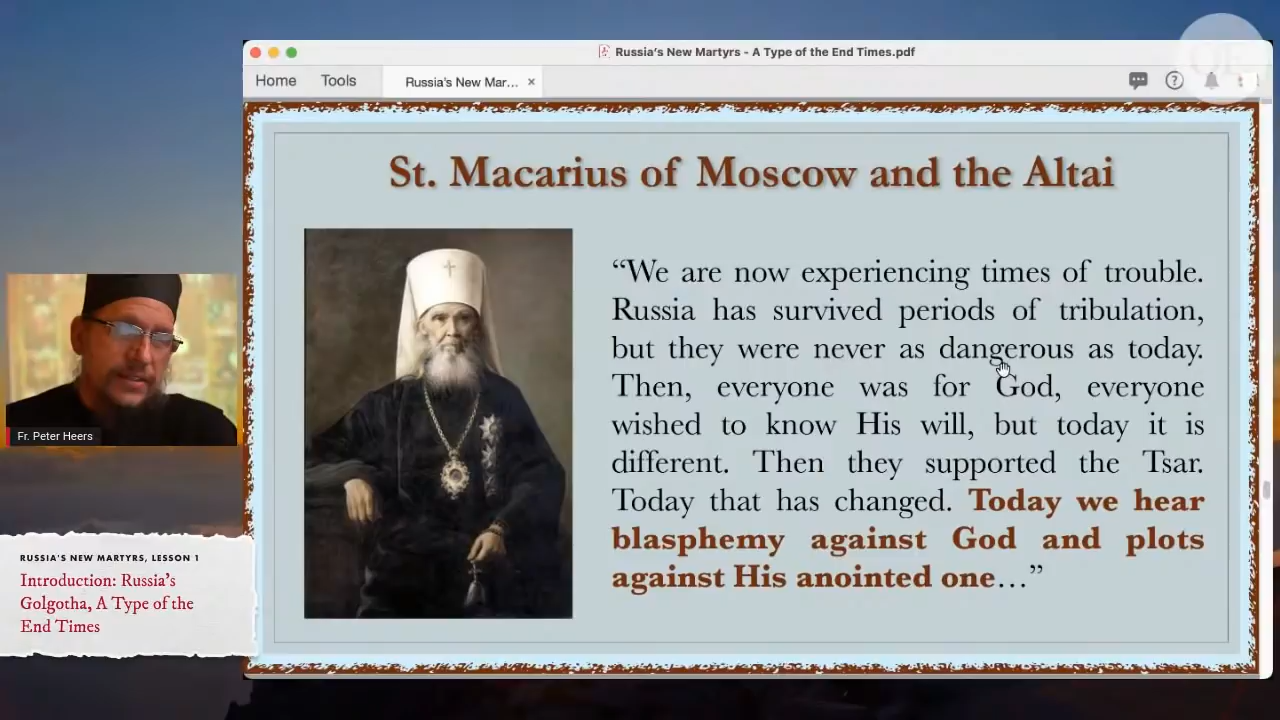 Russia's New Martyrs - A Type of the End Times.pdf
Home
Tools
Russia's New Mar...
St. Macarius of Moscow and the Altai
“We are now experiencing times of trouble.
Russia has survived periods of tribulation,
but they were never as dangerous as today.
Then, everyone was for God, everyone
wished to know His will, but today it is
different. Then they supported the Tsar.
Today that has changed. Today we hear
blasphemy against God and plots
against His anointed one…”
Fr. Peter Heers
RUSSIA'S NEW MARTYRS, LESSON 1
Introduction: Russia's
Golgotha, A Type of the
End Times